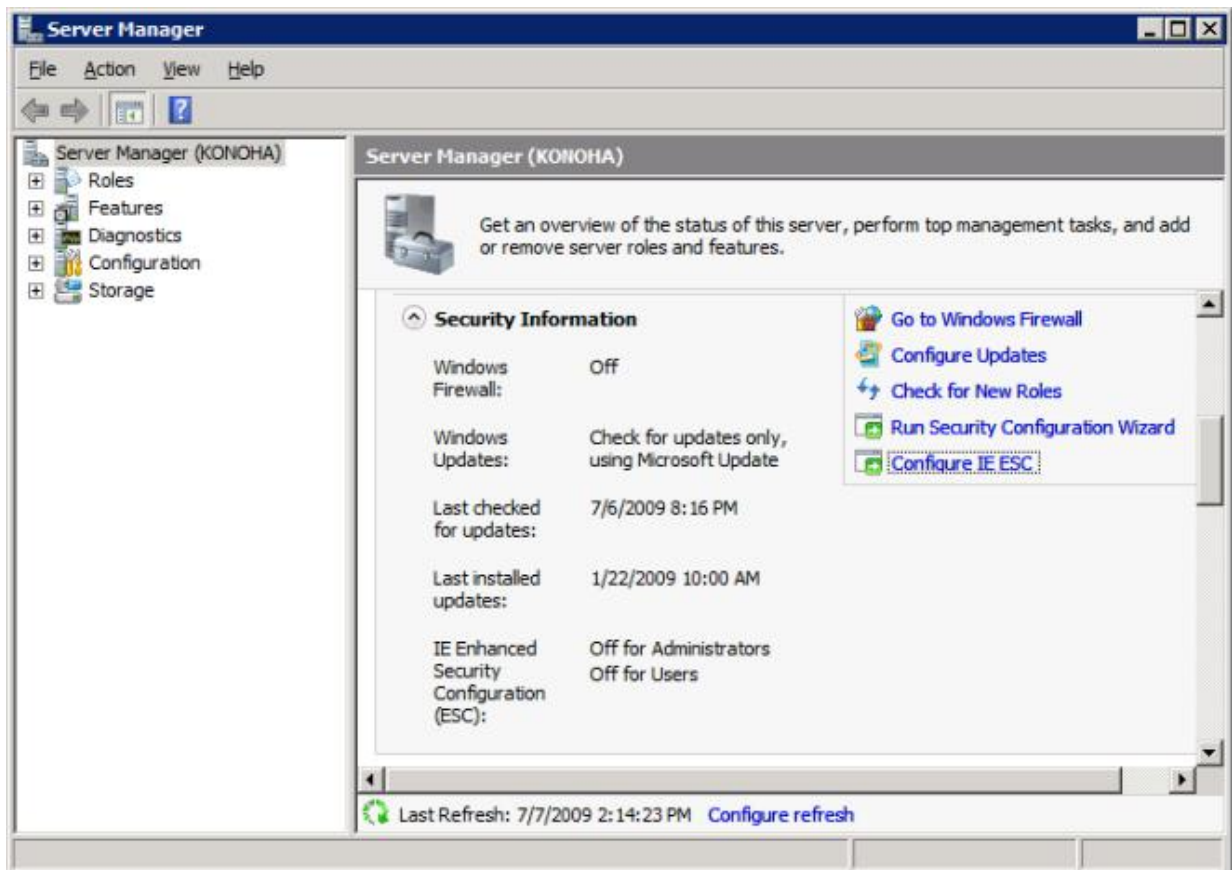 Server Manager
File Action View Help
Server Manager (KONOHA)
Roles
Features
Diagnostics
Configuration
Storage
Server Manager (KONOHA)
Get an overview of the status of this server, perform top management tasks, and add
or remove server roles and features.
Security Information
Windows
Firewall:
Off
Windows
Updates:
Check for updates only,
using Microsoft Update
Last checked
for updates:
7/6/2009 8:16 PM
Last installed
updates:
1/22/2009 10:00 AM
IE Enhanced
Security
Configuration
(ESC):
Off for Administrators
Off for Users
Go to Windows Firewall
Configure Updates
Check for New Roles
Run Security Configuration Wizard
Configure IE ESC
Last Refresh: 7/7/2009 2:14:23 PM Configure refresh